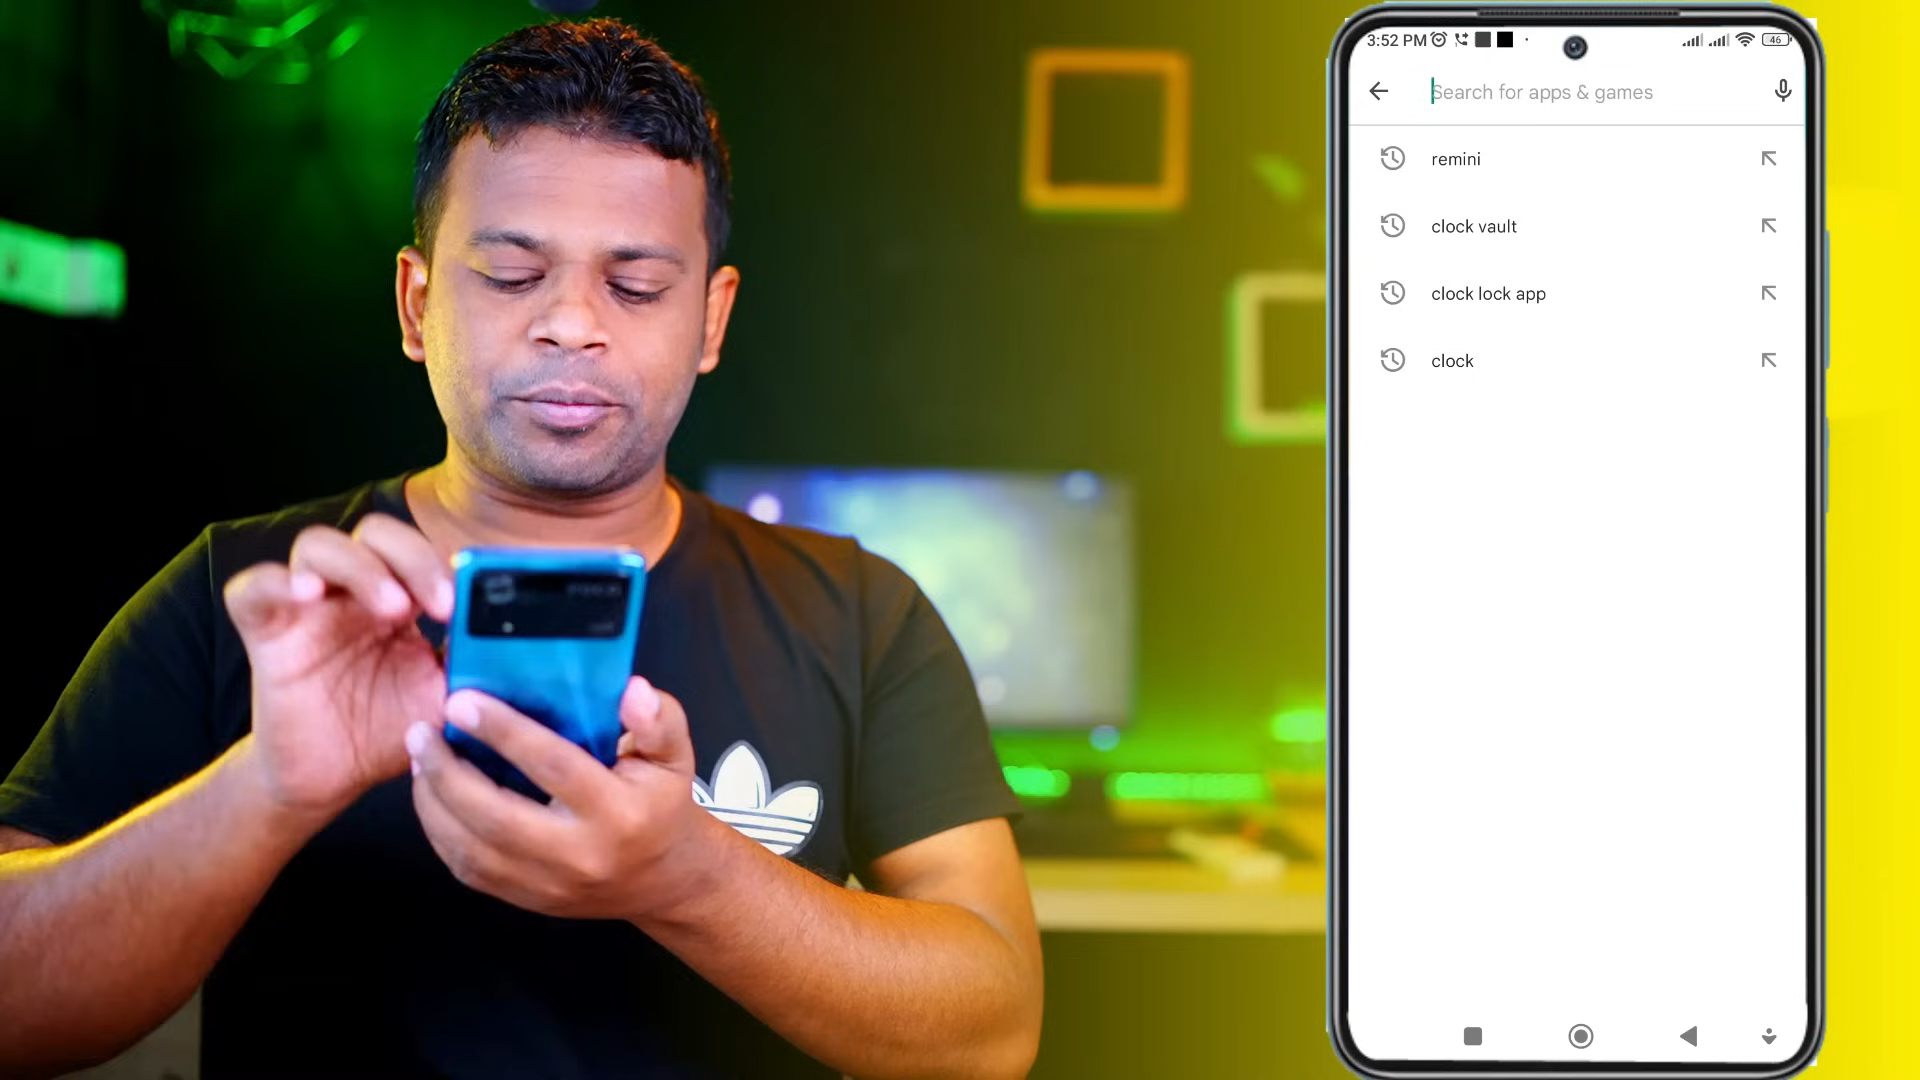 3:52 PM
46
Search for apps & games
remini
clock vault
clock lock app
clock